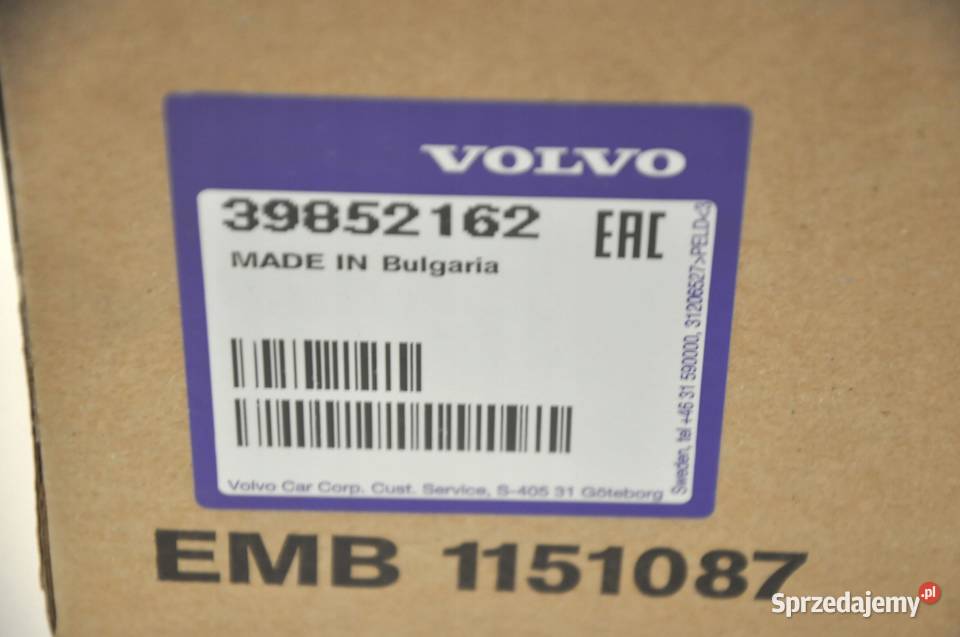 VOLVO
39852162
EAC
MADE IN Bulgaria
Volvo Car Corp. Cust. Service, S-405 31 Göteborg
Sweden, tel +46 31 590000, 31206527>PELD<3
EMB 1151087
Sprzedajemy.pl